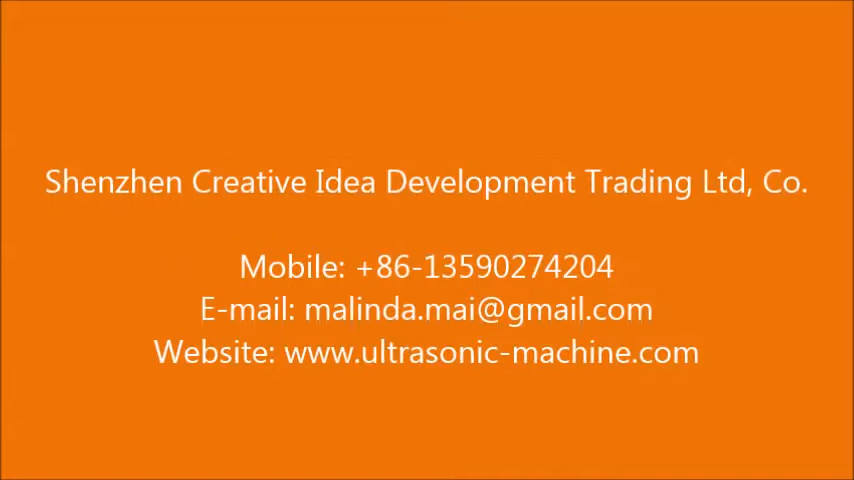 Shenzhen Creative Idea Development Trading Ltd, Co.
Mobile: +86-13590274204
E-mail: malinda.mai@gmail.com
Website: www.ultrasonic-machine.com